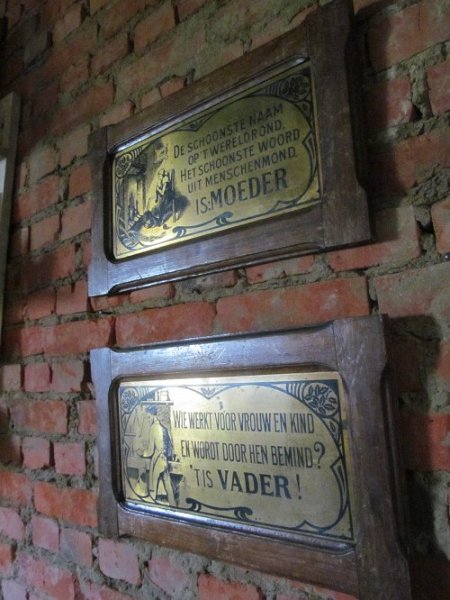 DE SCHOONSTE NAAM
OP 'T WERELDROND.
HET SCHOONSTE WOORD
UIT MENSCHENMOND.
IS: MOEDER
WIE WERKT VOOR VROUW EN KIND
EN WORDT DOOR HEN BEMIND?
'TIS VADER!